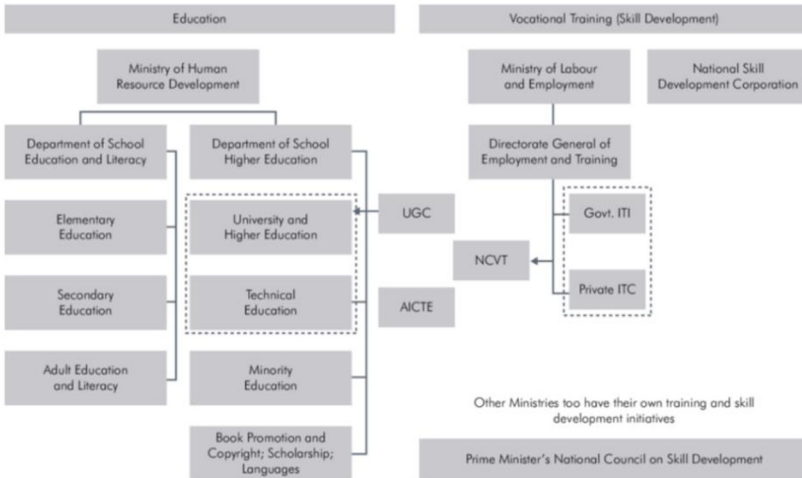 Education
Vocational Training (Skill Development)
Ministry of Human
Resource Development
Ministry of Labour
and Employment
National Skill
Development Corporation
Department of School
Education and Literacy
Department of School
Higher Education
Directorate General of
Employment and Training
Elementary
Education
University and
Higher Education
UGC
Govt. ITI
NCVT
Secondary
Education
Technical
Education
AICTE
Private ITC
Adult Education
and Literacy
Minority
Education
Other Ministries too have their own training and skill
development initiatives
Book Promotion and
Copyright; Scholarship;
Languages
Prime Minister's National Council on Skill Development